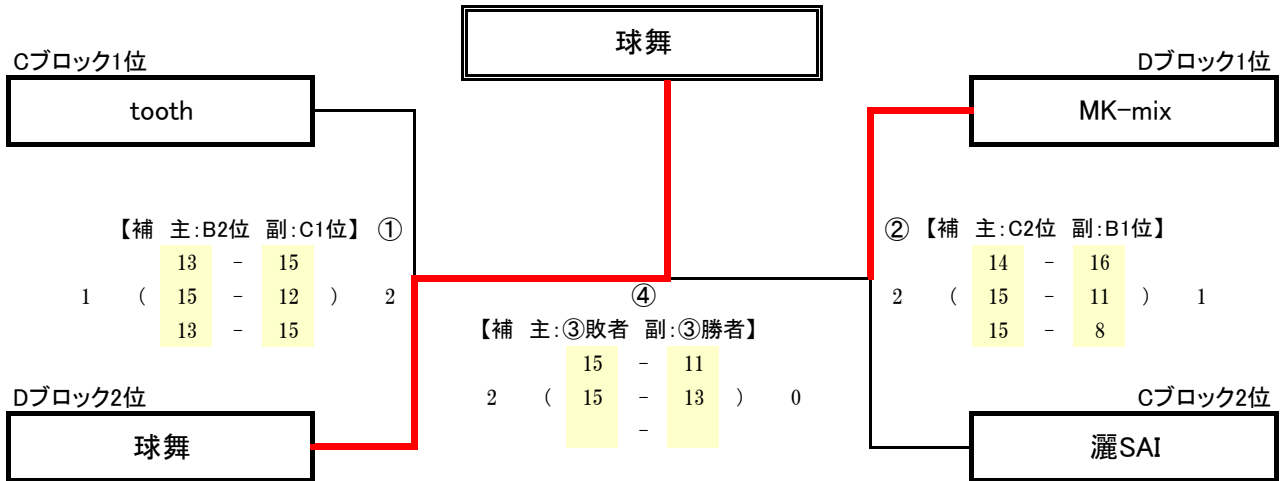 球舞
Cブロック1位
Dブロック1位
tooth
MK-mix
【補 主:B2位 副:C1位】 ①
② 【補 主:C2位 副:B1位】
13 - 15
1 ( 15 - 12 ) 2
13 - 15
14 - 16
2 ( 15 - 11 ) 1
15 - 8
④
【補 主:③敗者 副:③勝者】
15 - 11
2 ( 15 - 13 ) 0
-
Dブロック2位
Cブロック2位
球舞
灑SAI